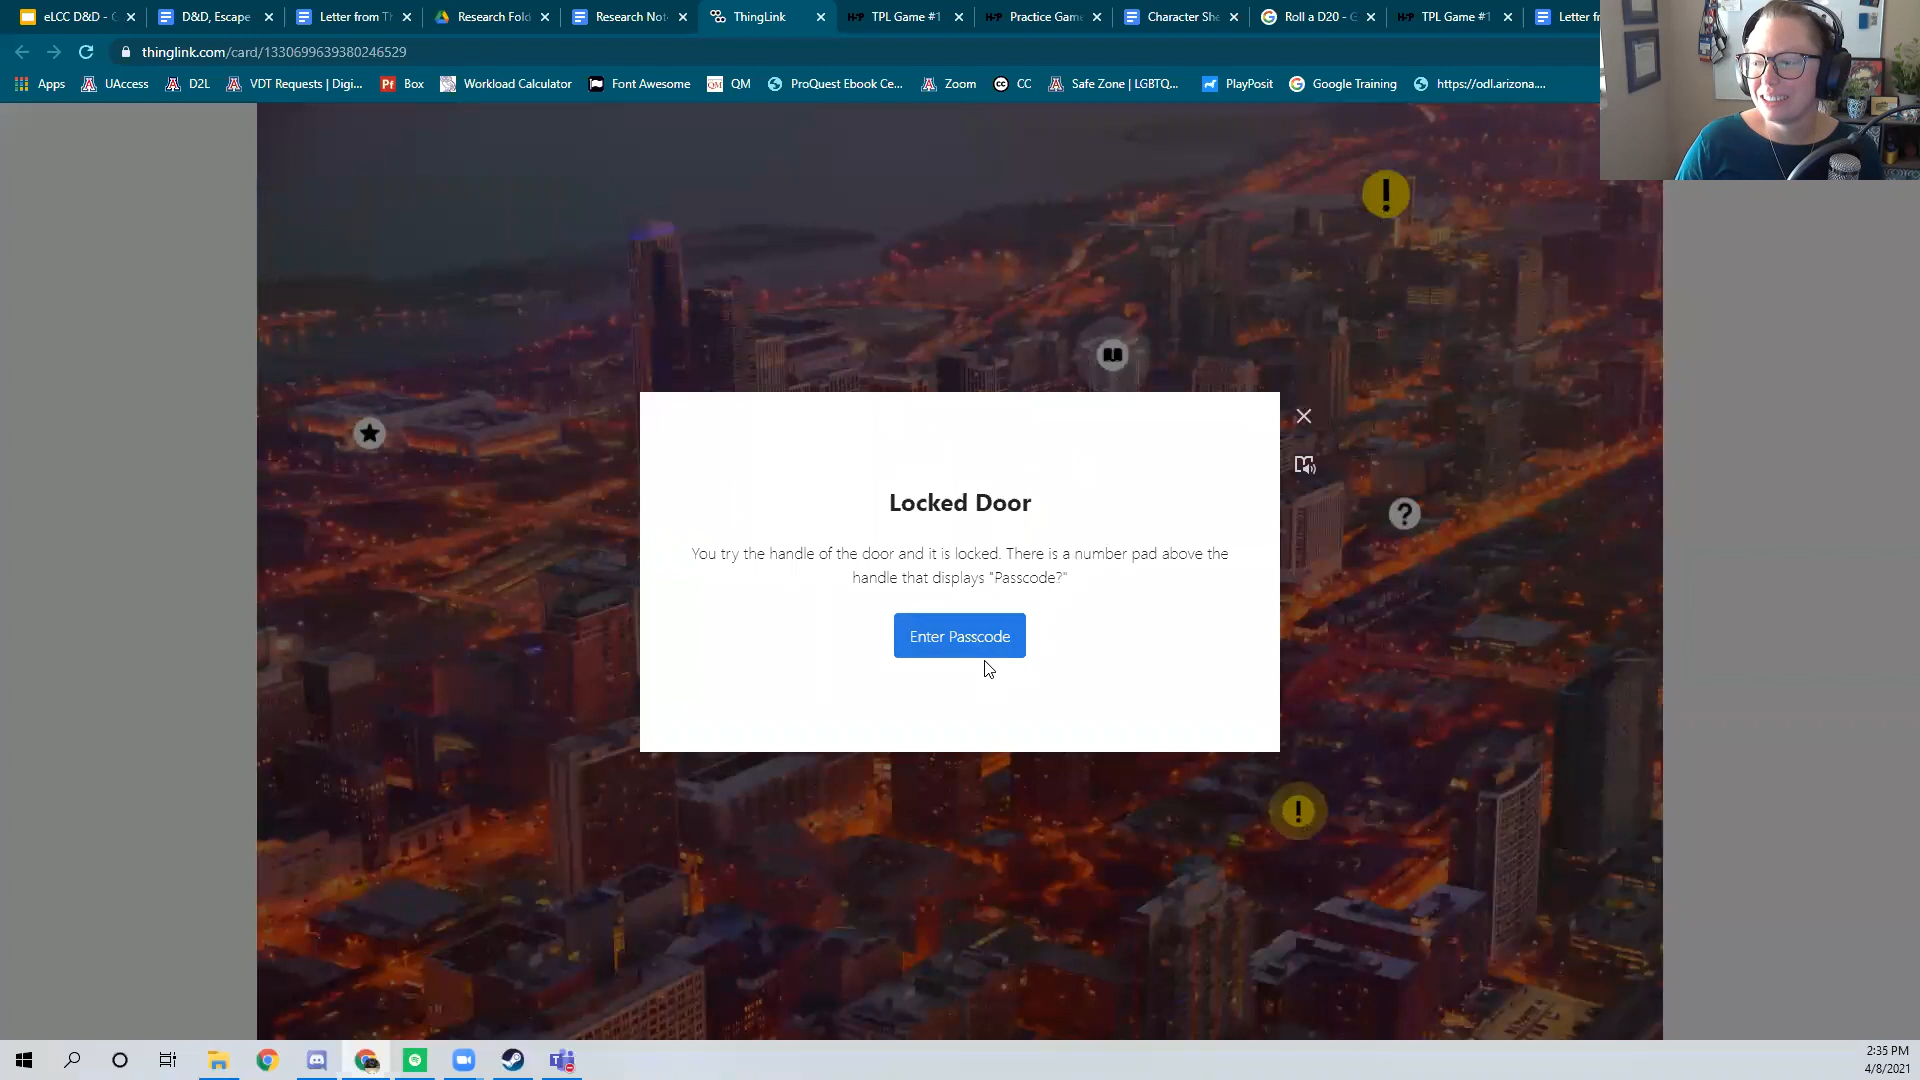 eLCC D&D - 
D&D, Escape
Letter from Th
Research Fold
Research Not
ThingLink
H-P TPL Game #1
H-P Practice Game
Character She
Roll a D20 - G
H-P TPL Game #1
Letter fr
thinglink.com/card/1330699639380246529
Apps
UAccess
D2L
VDT Requests | Digi...
Box
Workload Calculator
Font Awesome
QM QM
ProQuest Ebook Ce...
Zoom
cc CC
Safe Zone | LGBTQ...
PlayPosit
Google Training
https://odl.arizona....
Locked Door
You try the handle of the door and it is locked. There is a number pad above the
handle that displays "Passcode?"
Enter Passcode
2:35 PM
4/8/2021